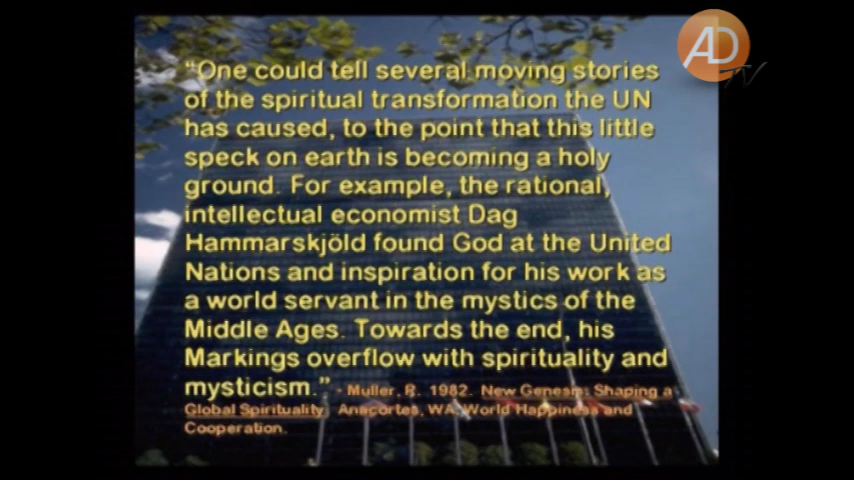 AD
TV
“One could tell several moving stories
of the spiritual transformation the UN
has caused, to the point that this little
speck on earth is becoming a holy
ground. For example, the rational,
intellectual economist Dag
Hammarskjöld found God at the United
Nations and inspiration for his work as
a world servant in the mystics of the
Middle Ages. Towards the end, his
Markings overflow with spirituality and
mysticism.” - Muller, R. 1982. New Genesis: Shaping a
Global Spirituality. Anacortes, WA:World Happiness and
Cooperation.